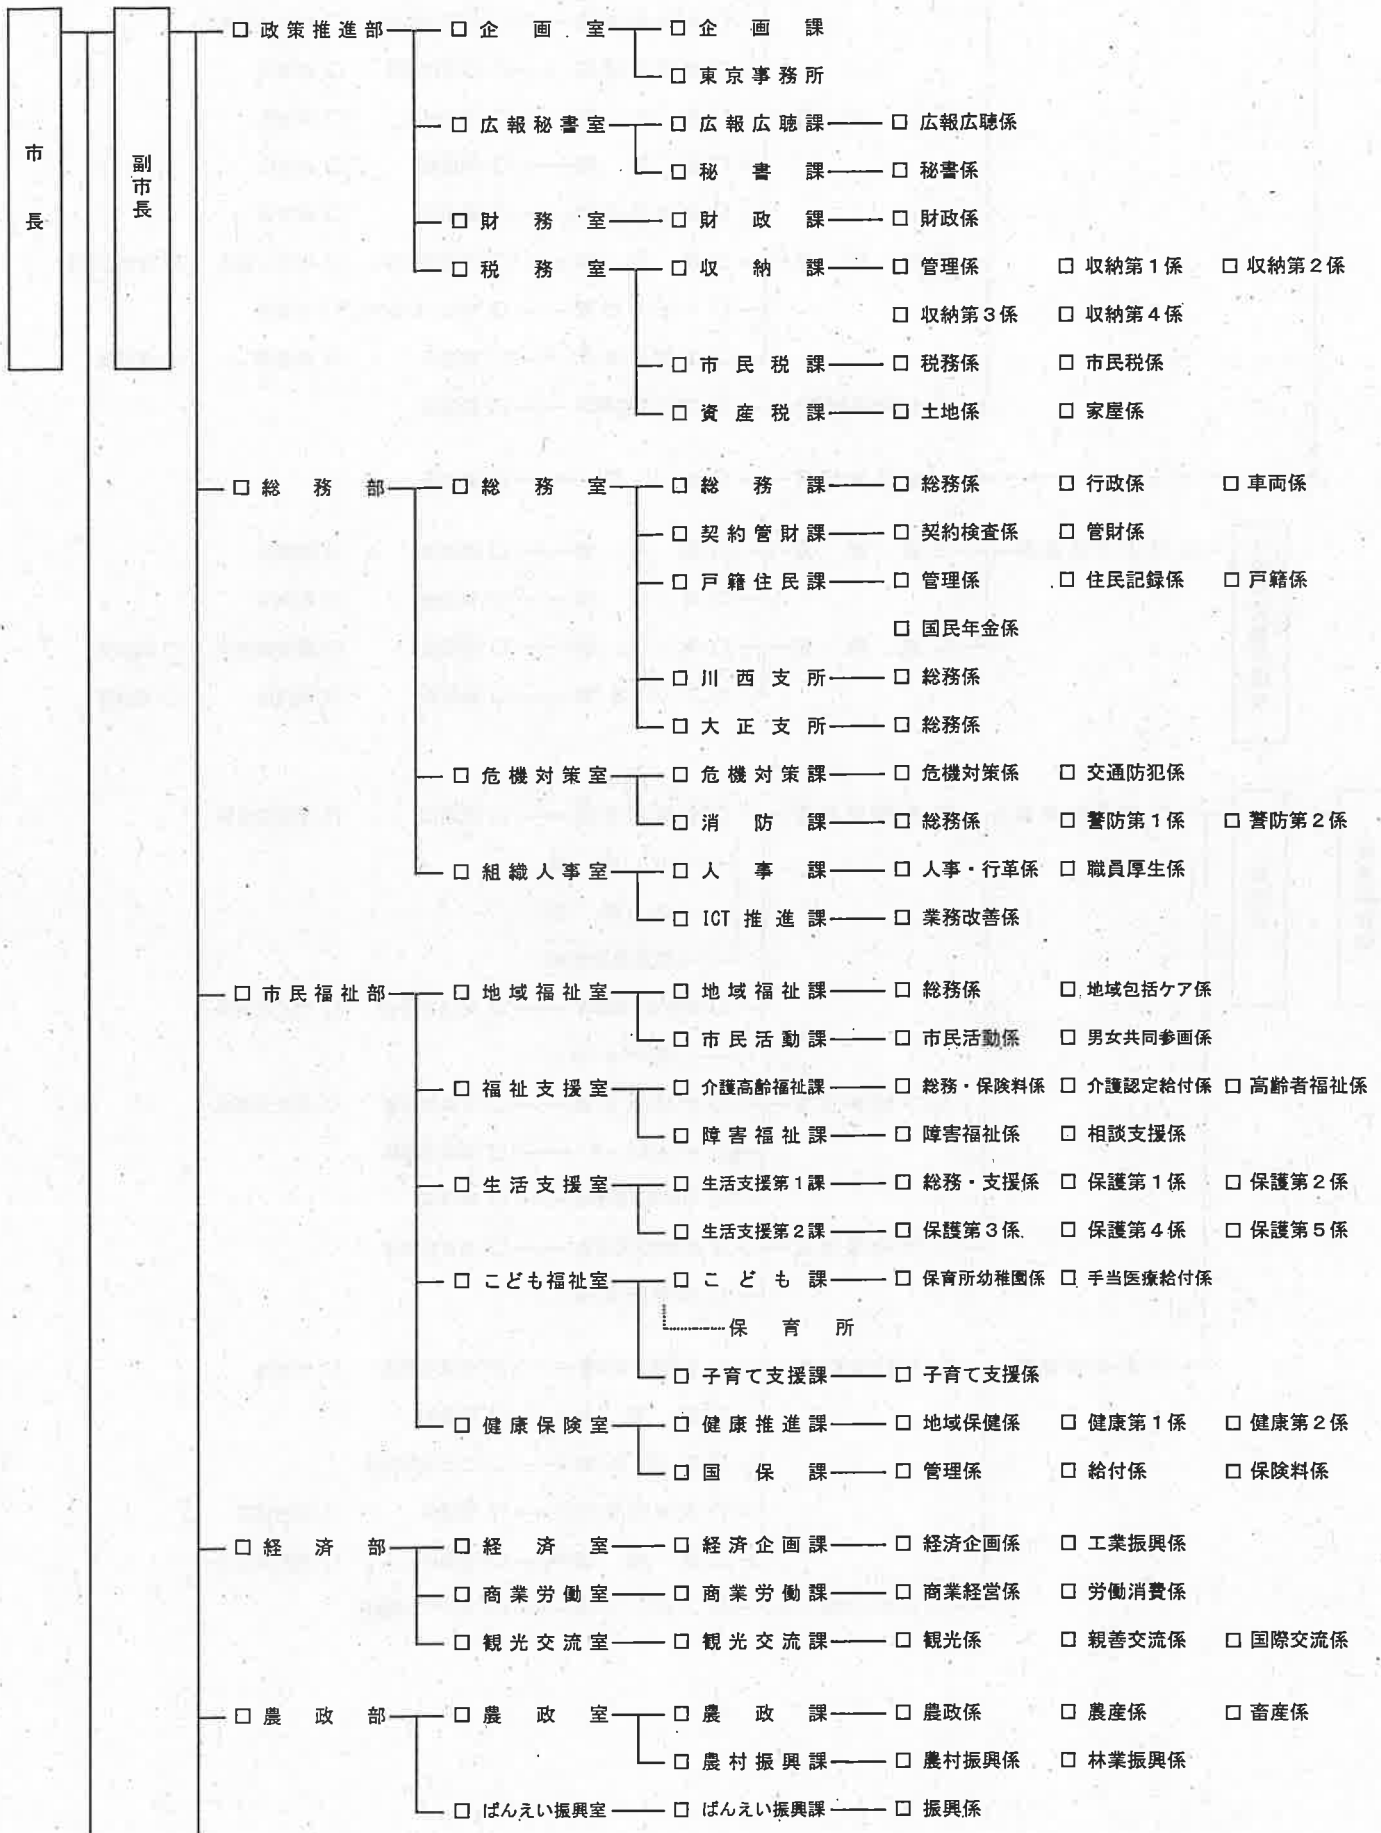 市長
副市長
□ 政策推進部 □ 企画室 □ 企画課
□ 東京事務所
□ 広報秘書室 □ 広報広聴課 □ 広報広聴係
□ 秘書課 □ 秘書係
□ 財務室 □ 財政課 □ 財政係
□ 税務室 □ 収納課 □ 管理係 □ 収納第1係 □ 収納第2係
□ 収納第3係 □ 収納第4係
□ 市民税課 □ 税務係 □ 市民税係
□ 資産税課 □ 土地係 □ 家屋係
□ 総務部 □ 総務室 □ 総務課 □ 総務係 □ 行政係 □ 車両係
□ 契約管財課 □ 契約検査係 □ 管財係
□ 戸籍住民課 □ 管理係 □ 住民記録係 □ 戸籍係
□ 国民年金係
□ 川西支所 □ 総務係
□ 大正支所 □ 総務係
□ 危機対策室 □ 危機対策課 □ 危機対策係 □ 交通防犯係
□ 消防課 □ 総務係 □ 警防第1係 □ 警防第2係
□ 組織人事室 □ 人事課 □ 人事・行革係 □ 職員厚生係
□ ICT推進課 □ 業務改善係
□ 市民福祉部 □ 地域福祉室 □ 地域福祉課 □ 総務係 □ 地域包括ケア係
□ 市民活動課 □ 市民活動係 □ 男女共同参画係
□ 福祉支援室 □ 介護高齢福祉課 □ 総務・保険料係 □ 介護認定給付係 □ 高齢者福祉係
□ 障害福祉課 □ 障害福祉係 □ 相談支援係
□ 生活支援室 □ 生活支援第1課 □ 総務・支援係 □ 保護第1係 □ 保護第2係
□ 生活支援第2課 □ 保護第3係 □ 保護第4係 □ 保護第5係
□ こども福祉室 □ こども課 □ 保育所幼稚園係 □ 手当医療給付係
保育所
□ 子育て支援課 □ 子育て支援係
□ 健康保険室 □ 健康推進課 □ 地域保健係 □ 健康第1係 □ 健康第2係
□ 国保課 □ 管理係 □ 給付係 □ 保険料係
□ 経済部 □ 経済室 □ 経済企画課 □ 経済企画係 □ 工業振興係
□ 商業労働室 □ 商業労働課 □ 商業経営係 □ 労働消費係
□ 観光交流室 □ 観光交流課 □ 観光係 □ 親善交流係 □ 国際交流係
□ 農政部 □ 農政室 □ 農政課 □ 農政係 □ 農産係 □ 畜産係
□ 農村振興課 □ 農村振興係 □ 林業振興係
□ ばんえい振興室 □ ばんえい振興課 □ 振興係